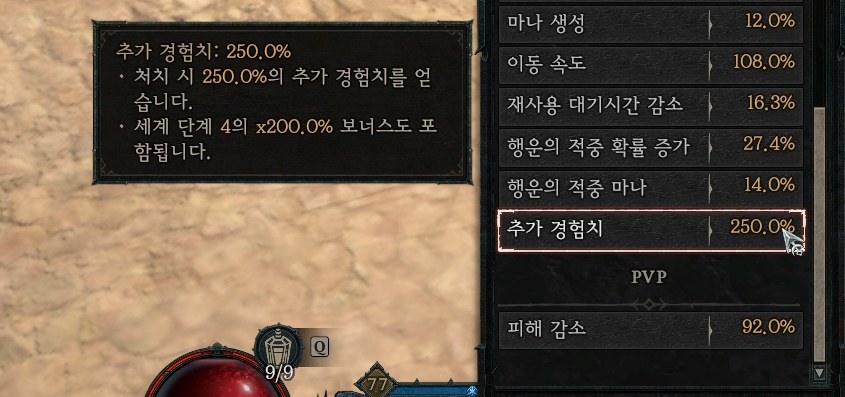 추가 경험치: 250.0%
· 처치 시 250.0%의 추가 경험치를 얻
습니다.
· 세계 단계 4의 x200.0% 보너스도 포
함됩니다.
마나 생성 12.0%
이동 속도 108.0%
재사용 대기시간 감소 16.3%
행운의 적중 확률 증가 27.4%
행운의 적중 마나 14.0%
추가 경험치 250.0%
PVP
피해 감소 92.0%
Q
9/9
77